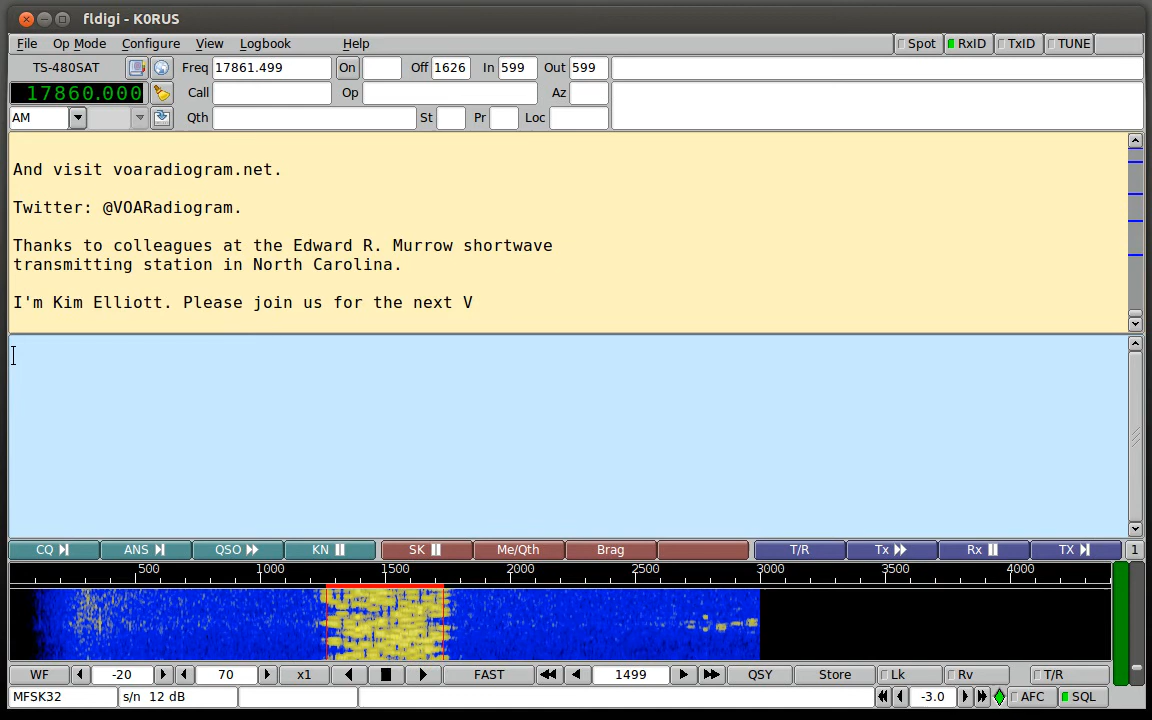 fldigi - K0RUS
File Op Mode Configure View Logbook Help Spot RxID TxID TUNE
TS-480SAT Freq 17861.499 On Off 1626 In 599 Out 599
17860.000 Call Op Az
AM Qth St Pr Loc
And visit voaradiogram.net.
Twitter: @VOARadiogram.
Thanks to colleagues at the Edward R. Murrow shortwave
transmitting station in North Carolina.
I'm Kim Elliott. Please join us for the next V
CQ ANS QSO KN SK Me/Qth Brag T/R Tx Rx TX 1
500 1000 1500 2000 2500 3000 3500 4000
WF -20 70 x1 FAST 1499 QSY Store Lk Rv T/R
MFSK32 s/n 12 dB -3.0 AFC SQL